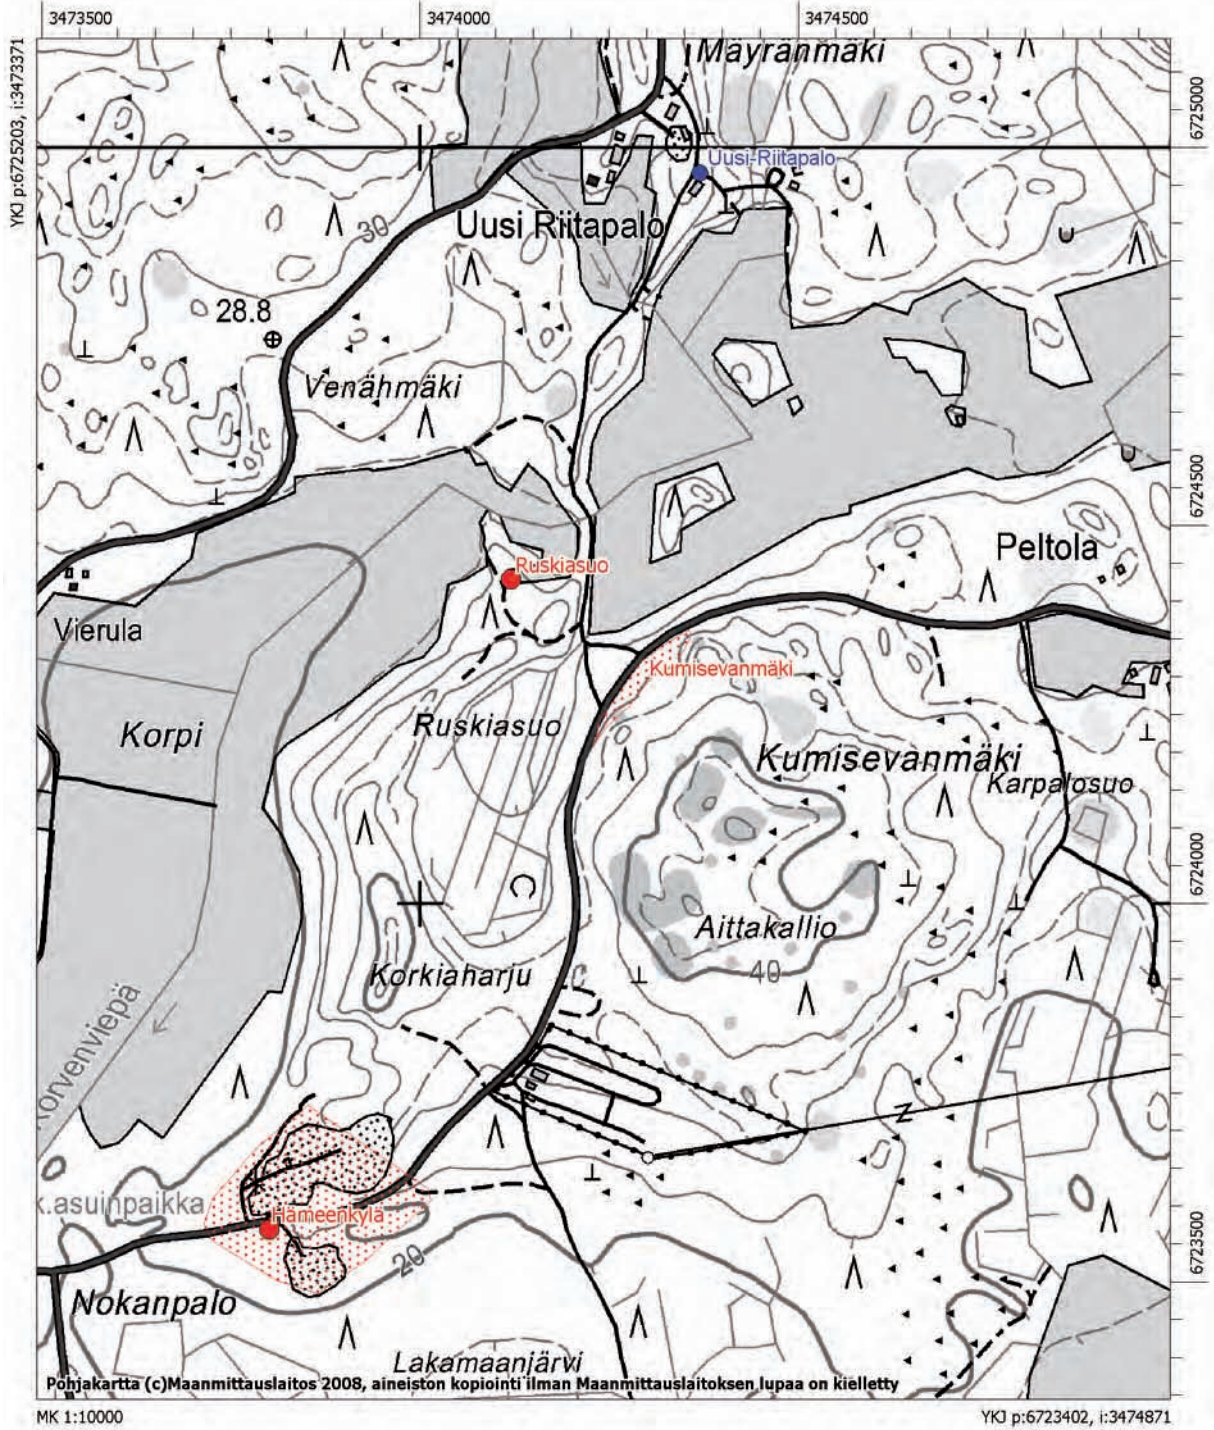 3473500
3474000
3474500
YKJ p:6725203, i:3473371
Mäyränmäki
6725000
Uusi-Riitapalo
30
Uusi Riitapalo
28.8
Venähmäki
6724500
Peltola
Ruskiasuo
Vierula
Kumisevanmäki
Korpi
Ruskiasuo
Kumisevanmäki
Karpalosuo
6724000
Aittakallio
40
Korkiaharju
Korvenviepä
k.asuinpaikka
Hämeenkylä
6723500
20
Nokanpalo
Lakamaanjärvi
Pohjakartta (c)Maanmittauslaitos 2008, aineiston kopiointi ilman Maanmittauslaitoksen lupaa on kielletty
MK 1:10000
YKJ p:6723402, i:3474871